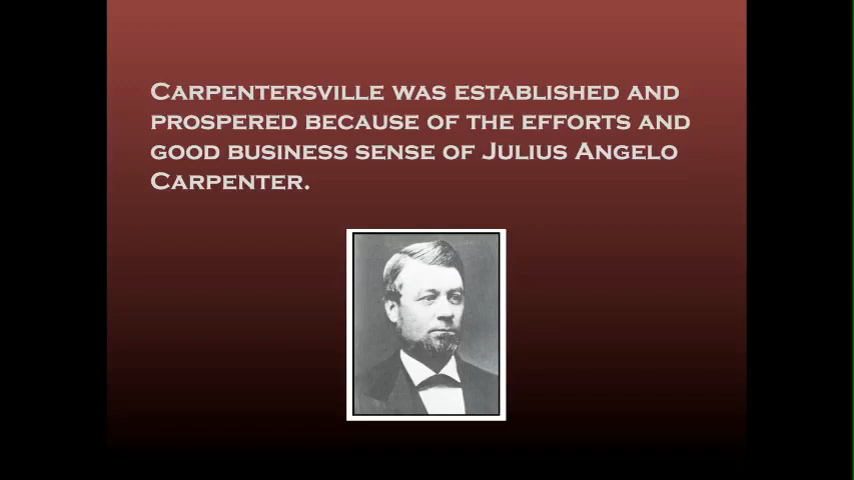 Carpentersville was established and
prospered because of the efforts and
good business sense of Julius Angelo
Carpenter.